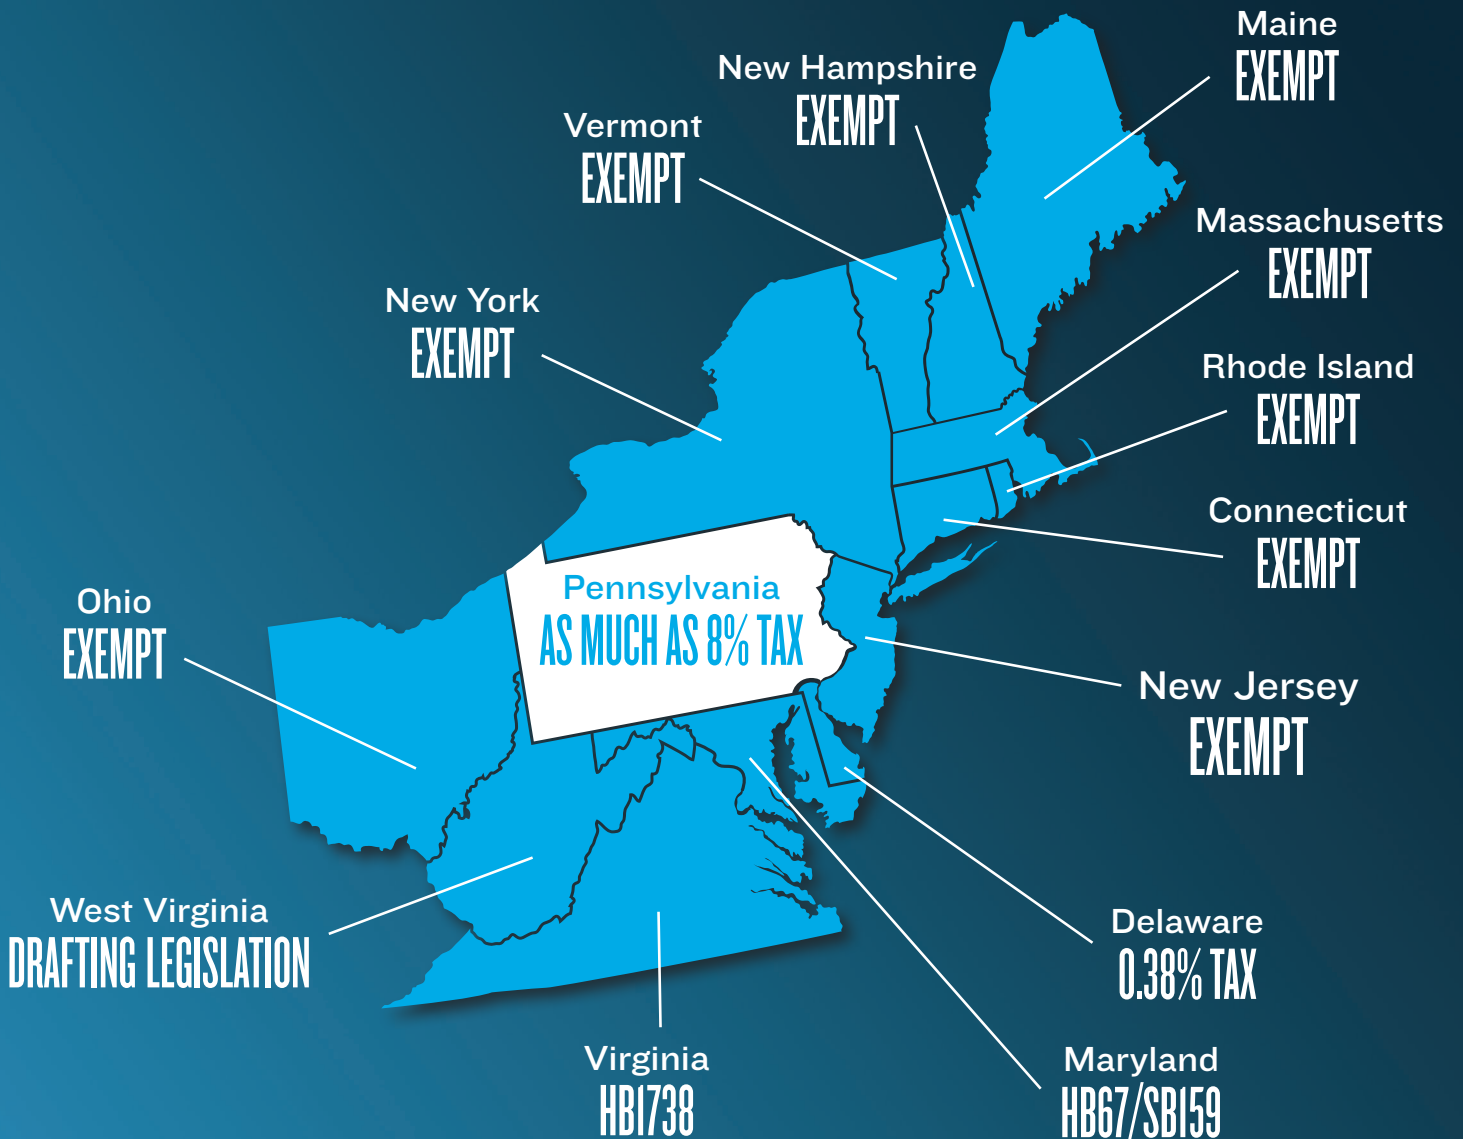 Maine
EXEMPT
New Hampshire
EXEMPT
Vermont
EXEMPT
Massachusetts
EXEMPT
New York
EXEMPT
Rhode Island
EXEMPT
Connecticut
EXEMPT
Pennsylvania
AS MUCH AS 8% TAX
Ohio
EXEMPT
New Jersey
EXEMPT
West Virginia
DRAFTING LEGISLATION
Delaware
0.38% TAX
Virginia
HB1738
Maryland
HB67/SB159